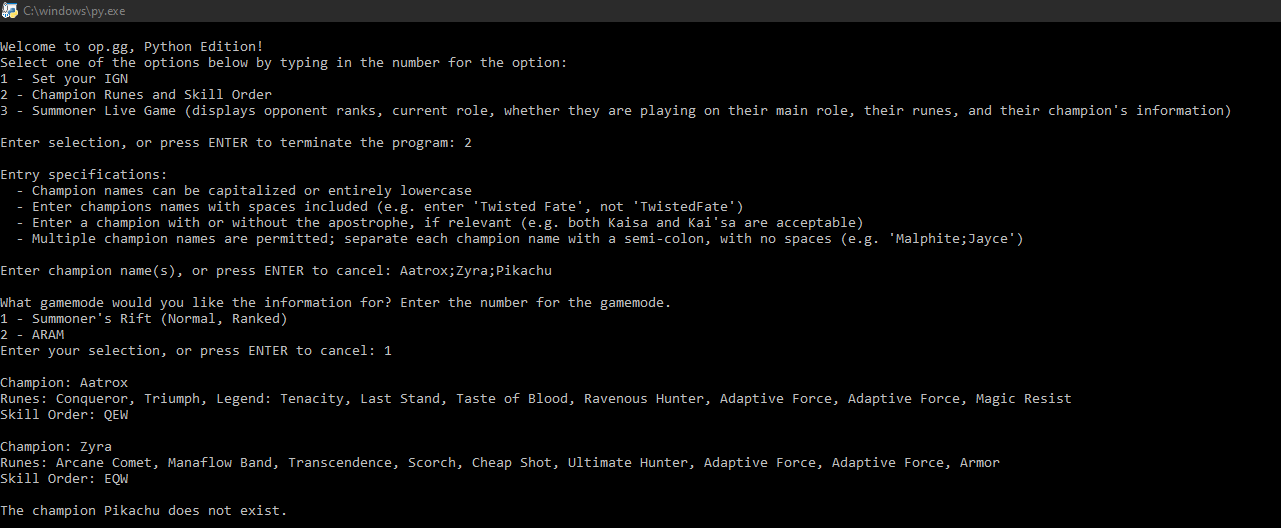 C:\windows\py.exe
Welcome to op.gg, Python Edition!
Select one of the options below by typing in the number for the option:
1 - Set your IGN
2 - Champion Runes and Skill Order
3 - Summoner Live Game (displays opponent ranks, current role, whether they are playing on their main role, their runes, and their champion's information)
Enter selection, or press ENTER to terminate the program: 2
Entry specifications:
- Champion names can be capitalized or entirely lowercase
- Enter champions names with spaces included (e.g. enter 'Twisted Fate', not 'TwistedFate')
- Enter a champion with or without the apostrophe, if relevant (e.g. both Kaisa and Kai'sa are acceptable)
- Multiple champion names are permitted; separate each champion name with a semi-colon, with no spaces (e.g. 'Malphite;Jayce')
Enter champion name(s), or press ENTER to cancel: Aatrox;Zyra;Pikachu
What gamemode would you like the information for? Enter the number for the gamemode.
1 - Summoner's Rift (Normal, Ranked)
2 - ARAM
Enter your selection, or press ENTER to cancel: 1
Champion: Aatrox
Runes: Conqueror, Triumph, Legend: Tenacity, Last Stand, Taste of Blood, Ravenous Hunter, Adaptive Force, Adaptive Force, Magic Resist
Skill Order: QEW
Champion: Zyra
Runes: Arcane Comet, Manaflow Band, Transcendence, Scorch, Cheap Shot, Ultimate Hunter, Adaptive Force, Adaptive Force, Armor
Skill Order: EQW
The champion Pikachu does not exist.